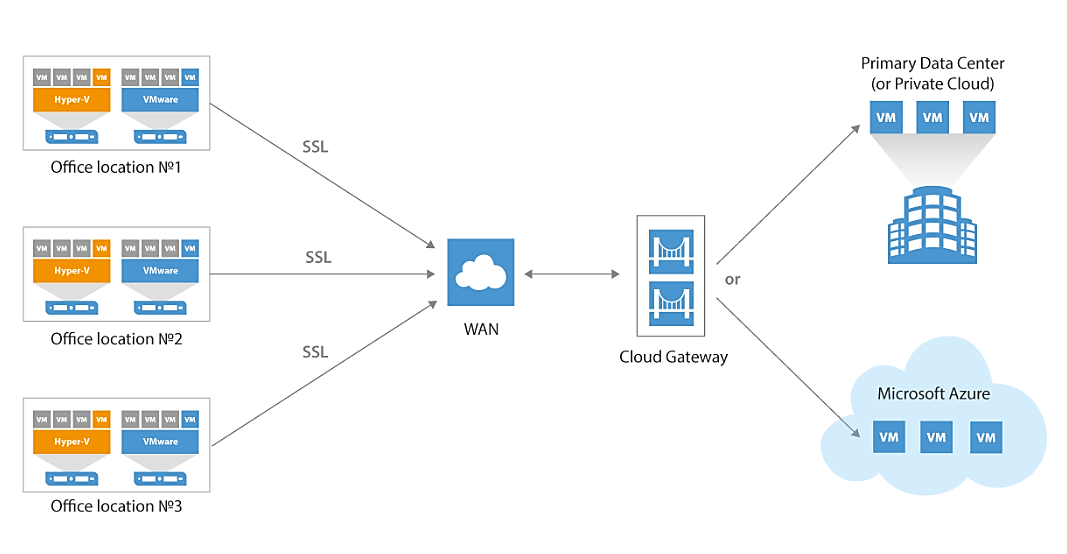 VM VM VM VM VM VM VM VM
Hyper-V VMware
Office location №1
SSL
VM VM VM VM VM VM VM VM
Hyper-V VMware
Office location №2
SSL
VM VM VM VM VM VM VM VM
Hyper-V VMware
Office location №3
SSL
WAN
Cloud Gateway
or
Primary Data Center
(or Private Cloud)
VM VM VM
Microsoft Azure
VM VM VM